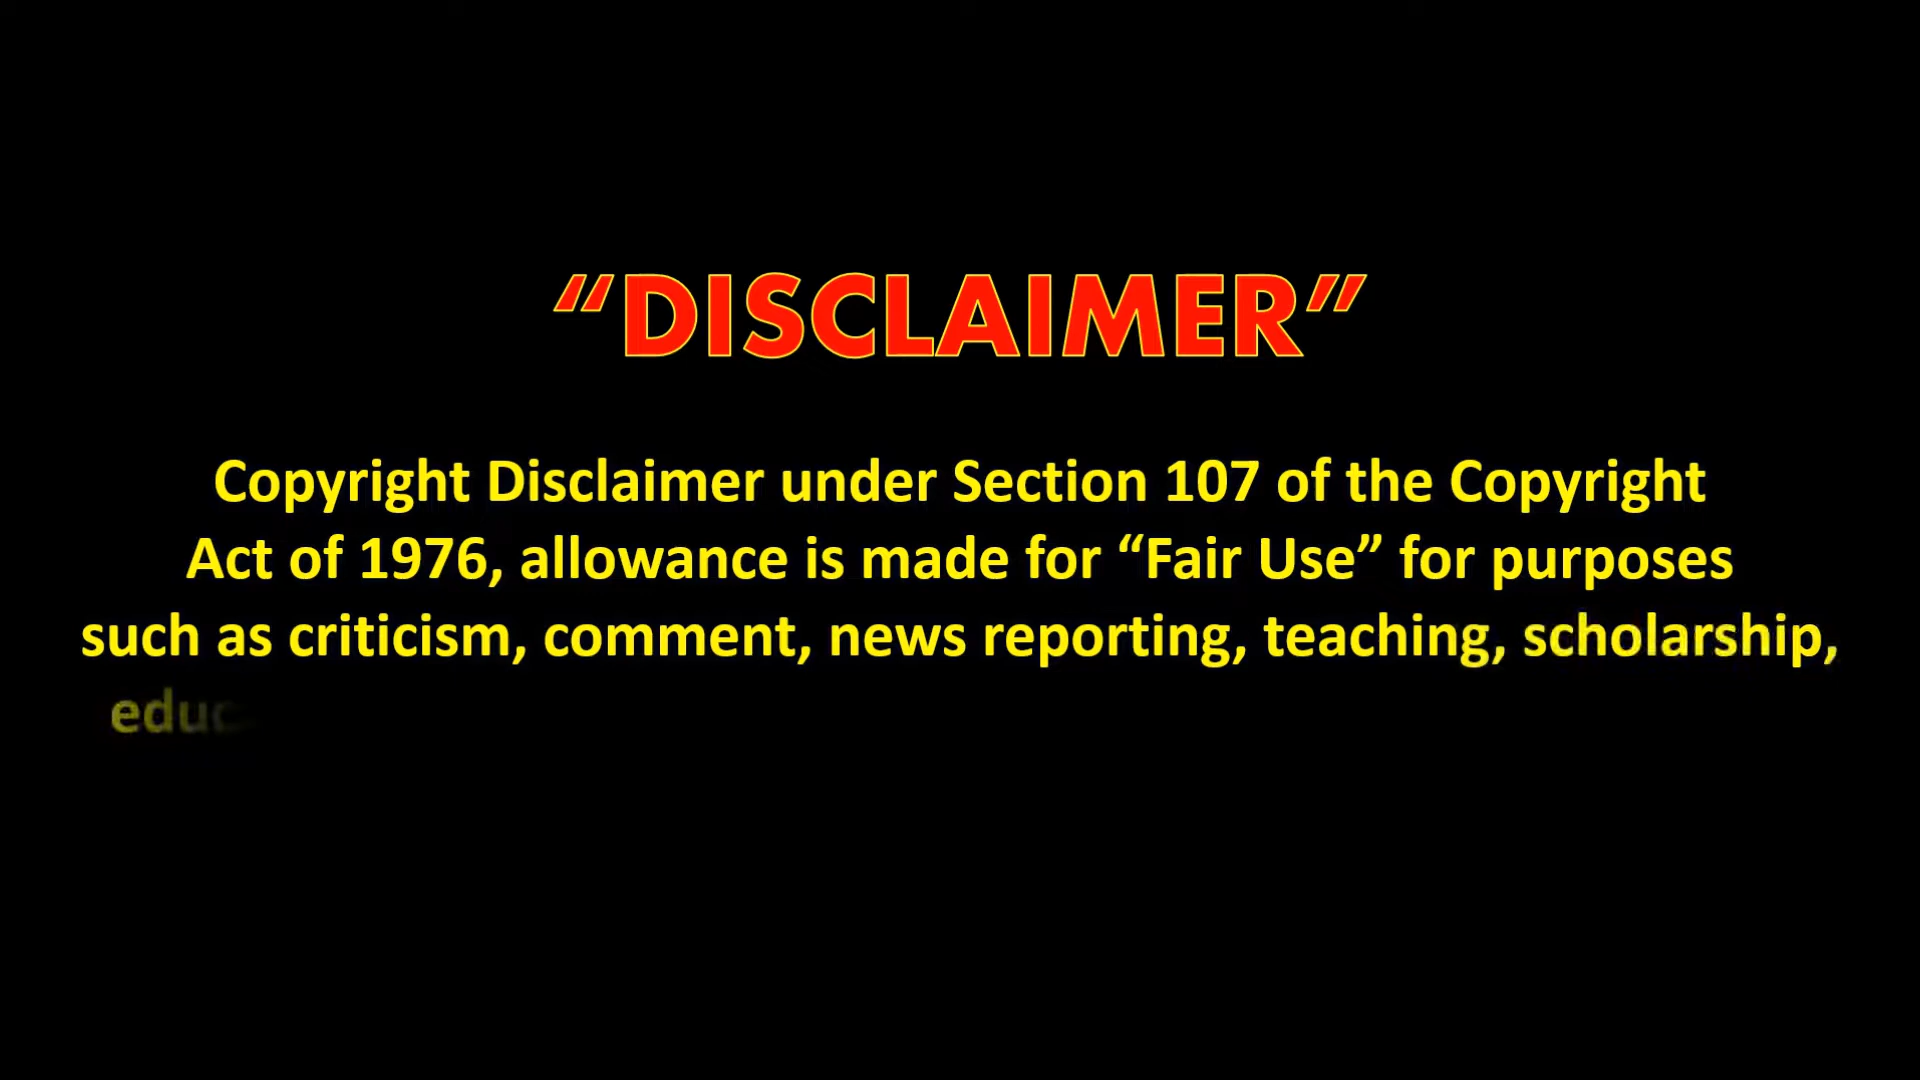 “DISCLAIMER”
Copyright Disclaimer under Section 107 of the Copyright
Act of 1976, allowance is made for “Fair Use” for purposes
such as criticism, comment, news reporting, teaching, scholarship,
educ